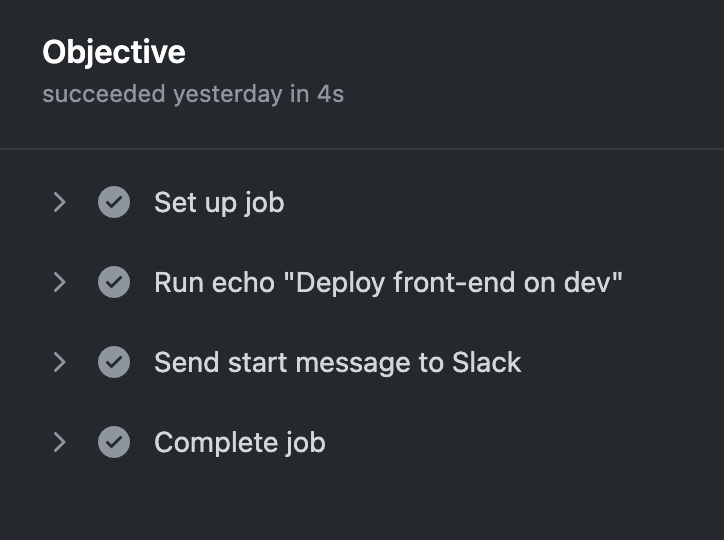 Objective
succeeded yesterday in 4s
Set up job
Run echo "Deploy front-end on dev"
Send start message to Slack
Complete job